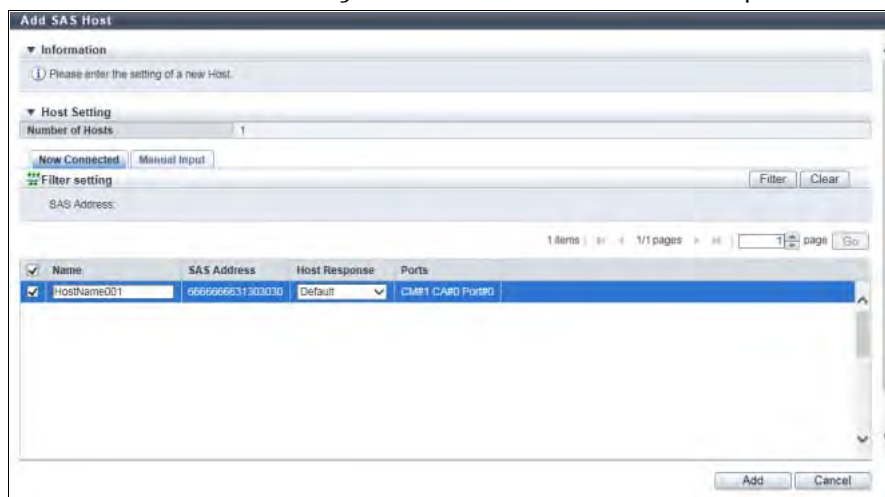 Add SAS Host
Information
Please enter the setting of a new Host.
Host Setting
Number of Hosts 1
Now Connected Manual Input
Filter setting Filter Clear
SAS Address:
1 items 1/1 pages 1 page Go
Name SAS Address Host Response Ports
HostName001 6666666631303030 Default CM#1 CA#0 Port#0
Add Cancel